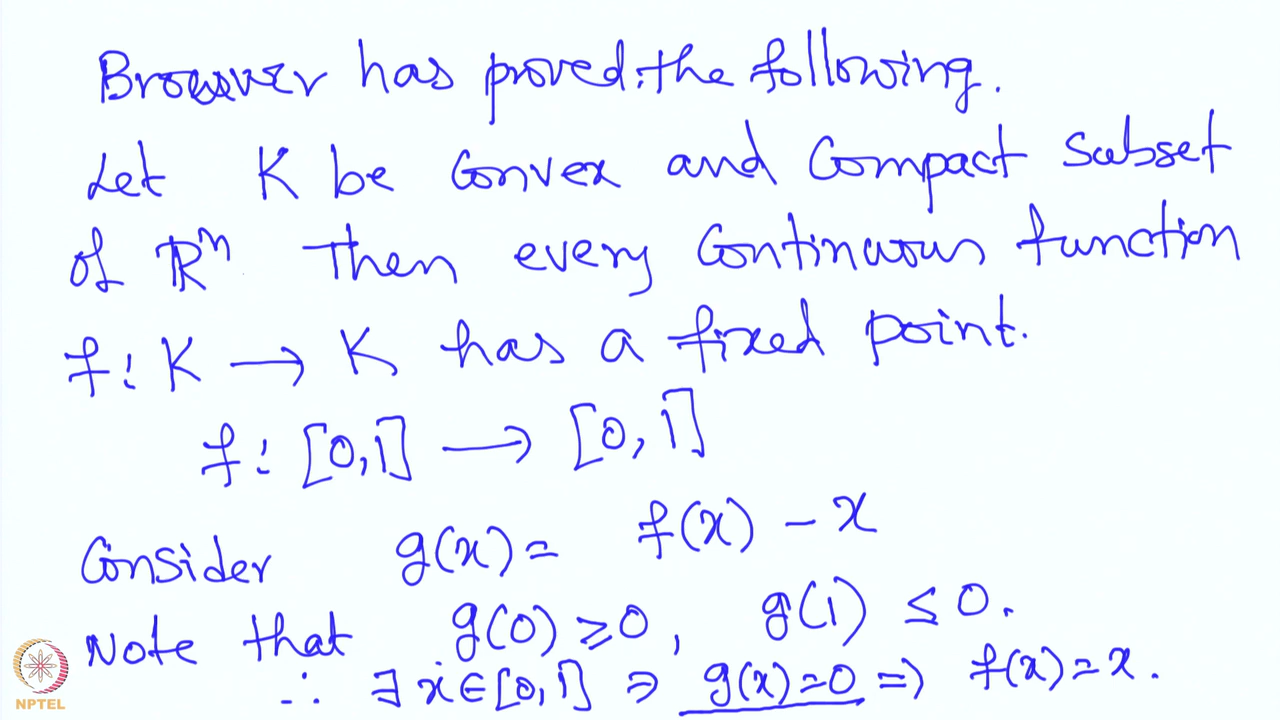 Brouwer has proved the following.
Let K be Convex and Compact Subset
of ℝⁿ Then every Continuous function
f: K → K has a fixed point.
f: [0,1] → [0,1]
Consider g(x) = f(x) - x
Note that g(0) ≥ 0, g(1) ≤ 0.
∴ ∃ x ∈ [0,1] ∋ g(x)=0 ⇒ f(x)=x.
NPTEL